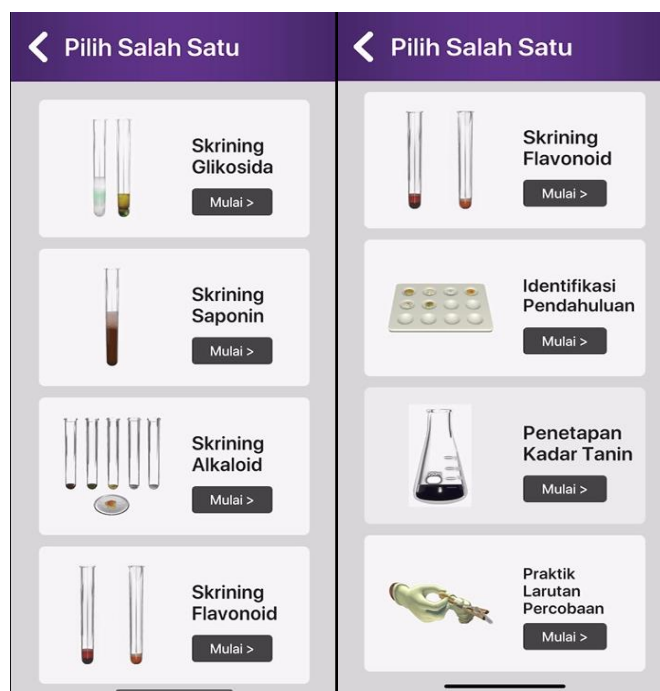 Pilih Salah Satu
Skrining
Glikosida
Mulai >
Skrining
Saponin
Mulai >
Skrining
Alkaloid
Mulai >
Skrining
Flavonoid
Mulai >
Pilih Salah Satu
Skrining
Flavonoid
Mulai >
Identifikasi
Pendahuluan
Mulai >
Penetapan
Kadar Tanin
Mulai >
Praktik
Larutan
Percobaan
Mulai >